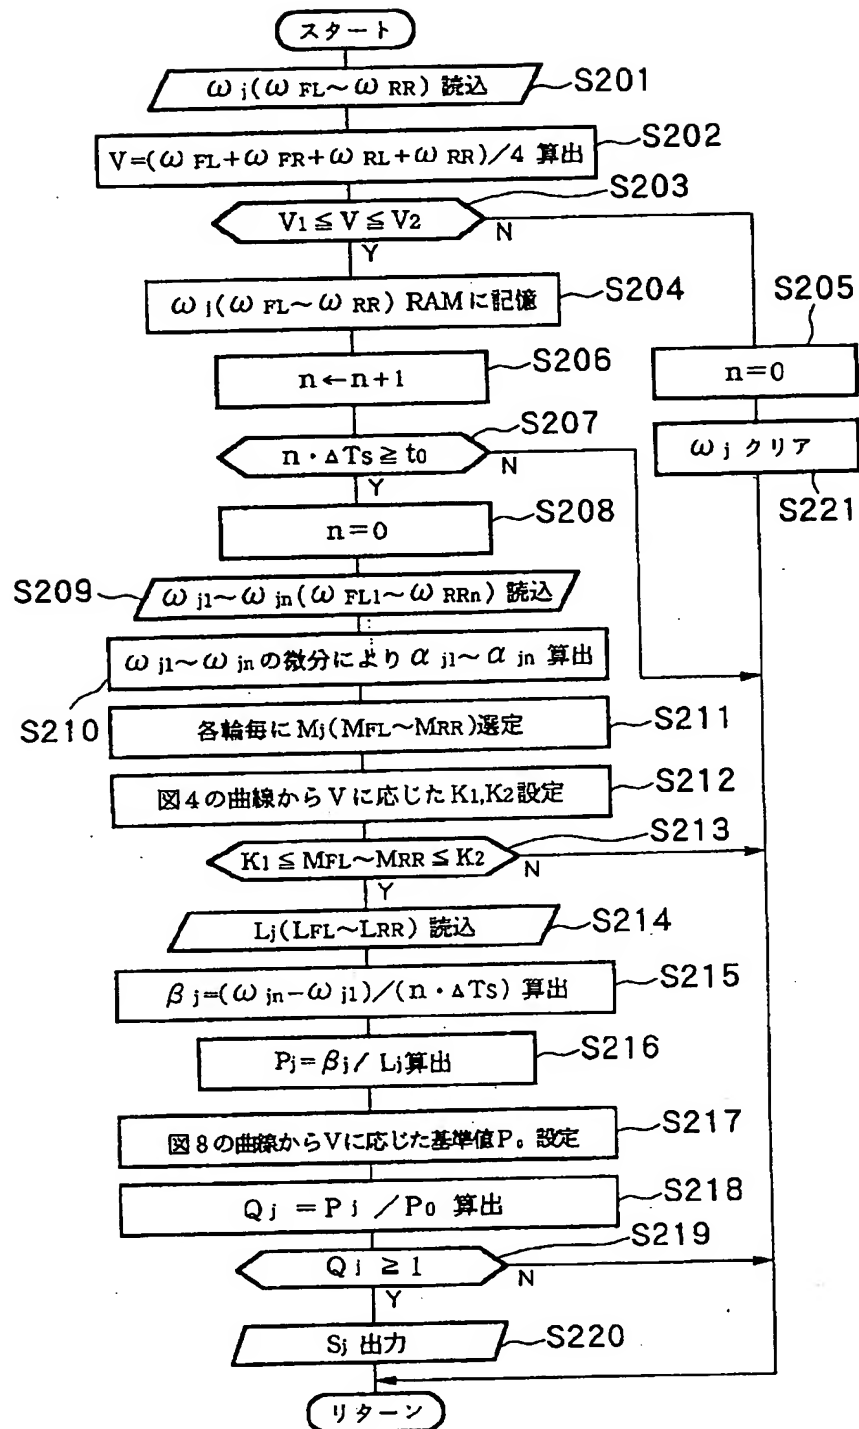 スタート
ωj(ωFL~ωRR) 読込
S201
V=(ωFL+ωFR+ωRL+ωRR)/4 算出
S202
V1≦V≦V2
S203
N
Y
ωj(ωFL~ωRR) RAMに記憶
S204
S205
n=0
n←n+1
S206
ωj クリア
S221
n・ΔTs≧t0
S207
N
Y
n=0
S208
S209
ωj1~ωjn(ωFL1~ωRRn) 読込
ωj1~ωjnの微分によりαj1~αjn 算出
S210
各輪毎にMj(MFL~MRR)選定
S211
図4の曲線からVに応じたK1,K2設定
S212
K1≦MFL~MRR≦K2
S213
N
Y
Lj(LFL~LRR) 読込
S214
βj=(ωjn-ωj1)/(n・ΔTs) 算出
S215
Pj=βj/Lj算出
S216
図8の曲線からVに応じた基準値P0設定
S217
Qj=Pj/P0 算出
S218
Qj≧1
S219
N
Y
Sj 出力
S220
リターン